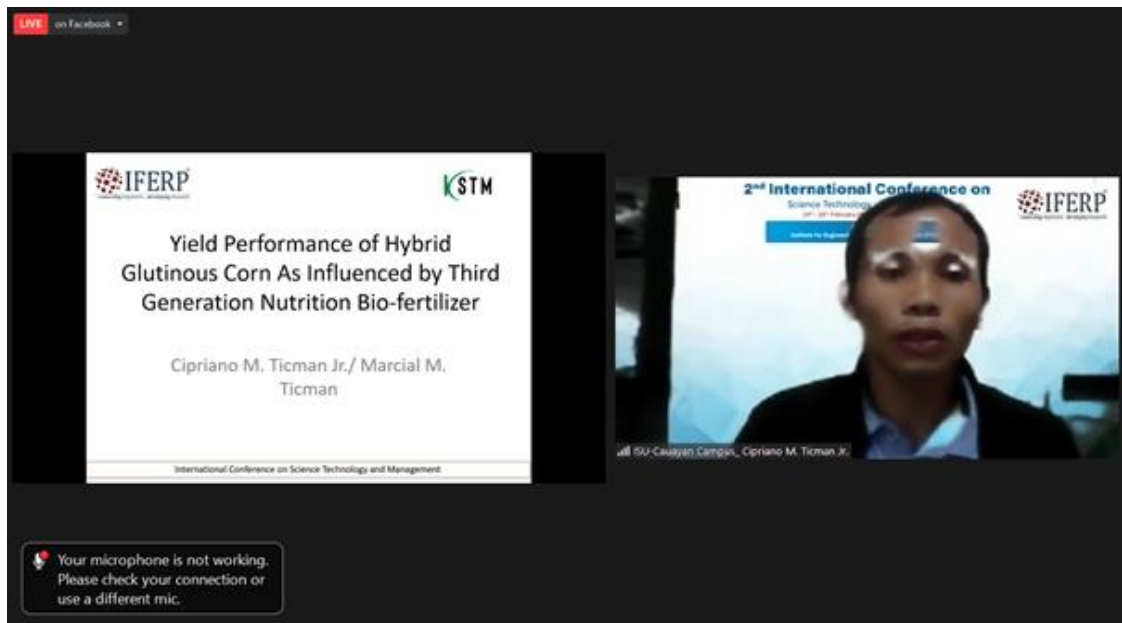 LIVE on Facebook
IFERP
KSTM
Yield Performance of Hybrid
Glutinous Corn As Influenced by Third
Generation Nutrition Bio-fertilizer
Cipriano M. Ticman Jr./ Marcial M.
Ticman
International Conference on Science Technology and Management
2nd International Conference on
Science Technology
IFERP
ISU-Cauayan Campus_ Cipriano M. Ticman Jr.
Your microphone is not working.
Please check your connection or
use a different mic.